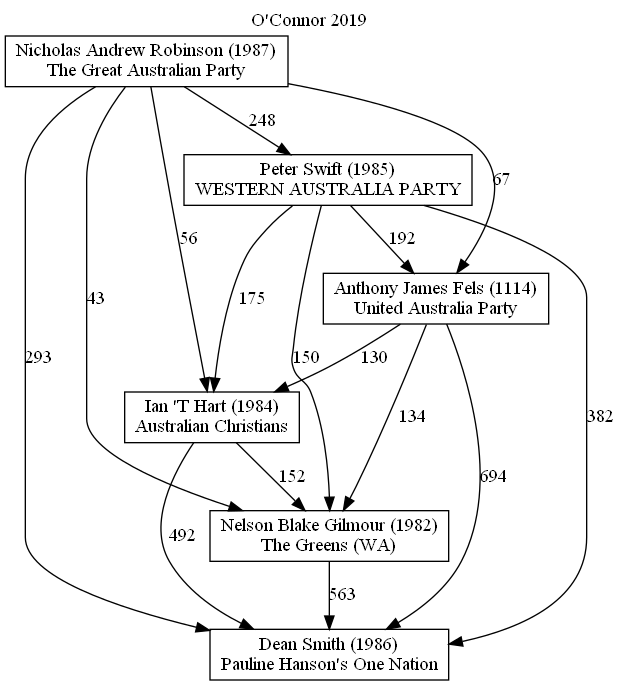 O'Connor 2019
Nicholas Andrew Robinson (1987)
The Great Australian Party
248
Peter Swift (1985)
WESTERN AUSTRALIA PARTY
67
56
192
Anthony James Fels (1114)
United Australia Party
43
175
293
150
130
382
Ian 'T Hart (1984)
Australian Christians
134
152
694
492
Nelson Blake Gilmour (1982)
The Greens (WA)
563
Dean Smith (1986)
Pauline Hanson's One Nation